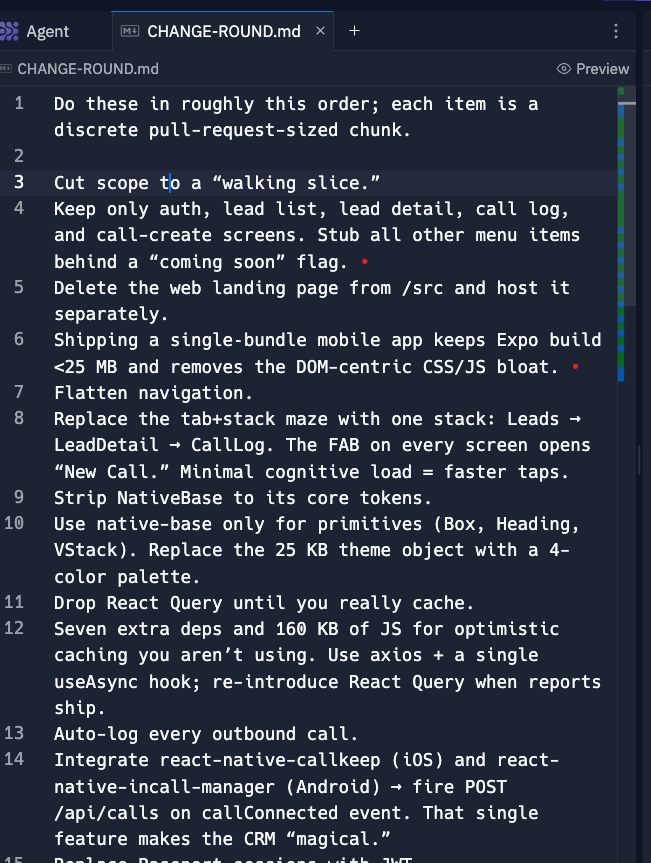 Agent
CHANGE-ROUND.md × +
CHANGE-ROUND.md
Preview
1 Do these in roughly this order; each item is a
discrete pull-request-sized chunk.
2
3 Cut scope to a “walking slice.”
4 Keep only auth, lead list, lead detail, call log,
and call-create screens. Stub all other menu items
behind a “coming soon” flag. •
5 Delete the web landing page from /src and host it
separately.
6 Shipping a single-bundle mobile app keeps Expo build
<25 MB and removes the DOM-centric CSS/JS bloat. •
7 Flatten navigation.
8 Replace the tab+stack maze with one stack: Leads →
LeadDetail → CallLog. The FAB on every screen opens
“New Call.” Minimal cognitive load = faster taps.
9 Strip NativeBase to its core tokens.
10 Use native-base only for primitives (Box, Heading,
VStack). Replace the 25 KB theme object with a 4-
color palette.
11 Drop React Query until you really cache.
12 Seven extra deps and 160 KB of JS for optimistic
caching you aren’t using. Use axios + a single
useAsync hook; re-introduce React Query when reports
ship.
13 Auto-log every outbound call.
14 Integrate react-native-callkeep (iOS) and react-
native-incall-manager (Android) → fire POST
/api/calls on callConnected event. That single
feature makes the CRM “magical.”
15 Replace Passport sessions with JWT